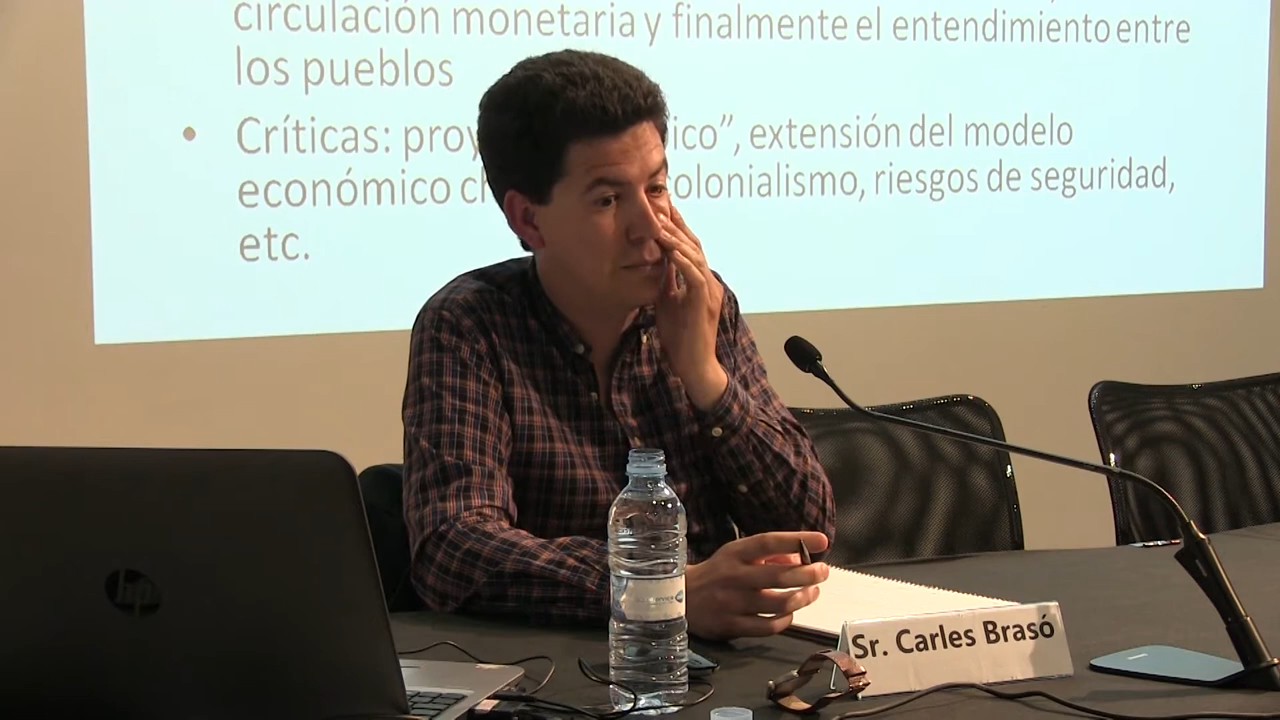 circulación monetaria y finalmente el entendimiento entre
los pueblos
• Críticas: proy ico”, extensión del modelo
económico ch colonialismo, riesgos de seguridad,
etc.
hp
Sr. Carles Brasó